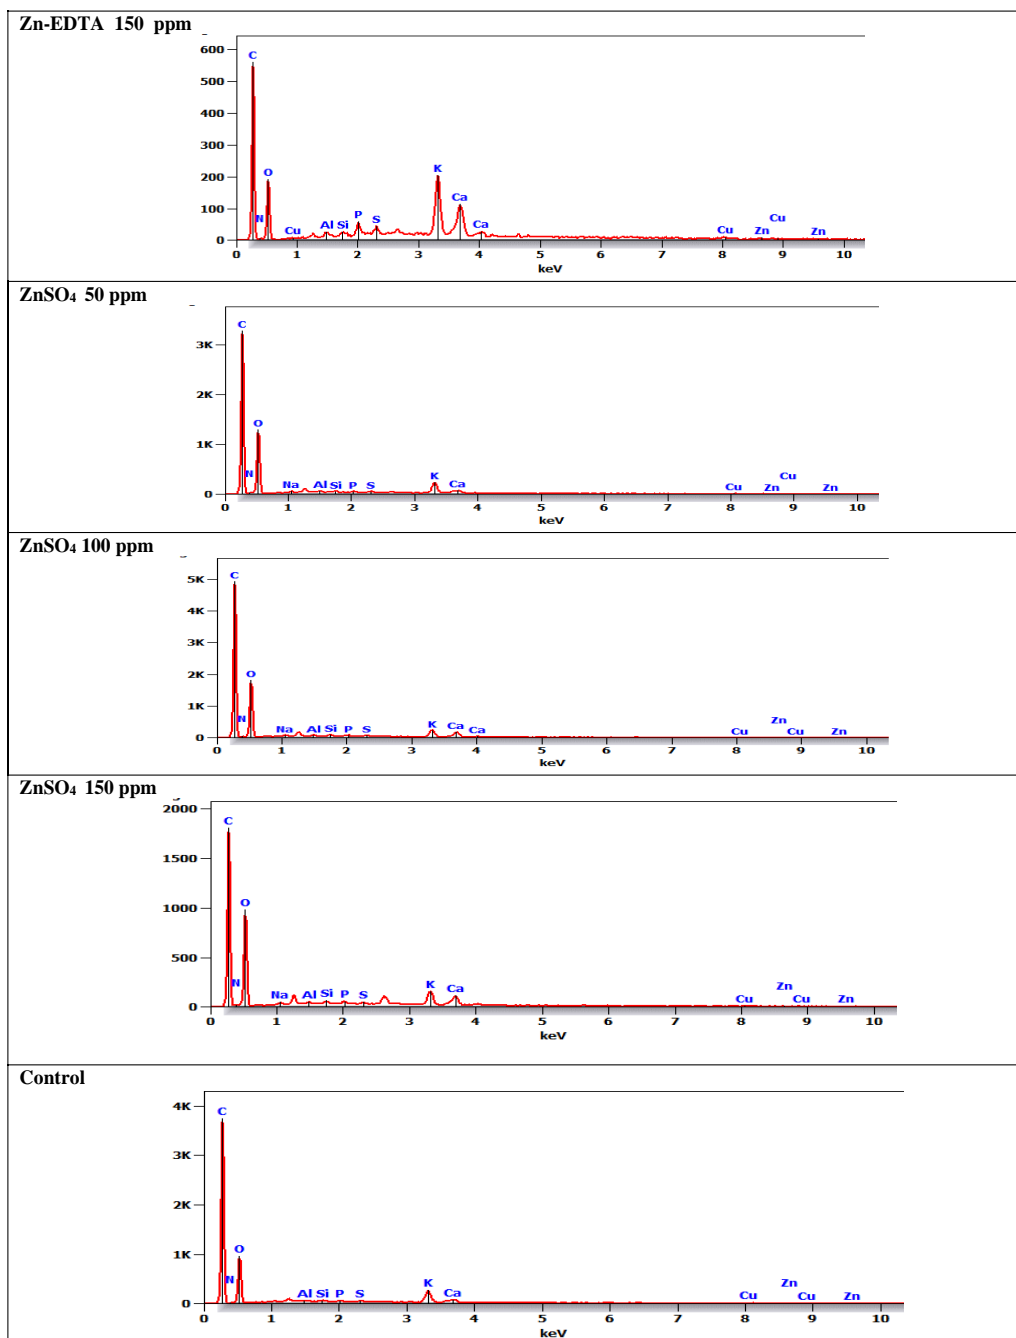 Zn-EDTA 150 ppm
600
C
500
400
300
K
200
O
Ca
100
N
Cu
Al
Si
P
S
Ca
Cu
Cu
Zn
Zn
0
0 1 2 3 4 5 6 7 8 9 10
keV
ZnSO₄ 50 ppm
C
3K
2K
O
1K
N
Na
Al
Si
P
S
K
Ca
Cu
Cu
Zn
Zn
0
0 1 2 3 4 5 6 7 8 9 10
keV
ZnSO₄ 100 ppm
C
5K
4K
3K
2K
O
1K
N
Na
Al
Si
P
S
K
Ca
Ca
Zn
Cu
Cu
Zn
0
0 1 2 3 4 5 6 7 8 9 10
keV
ZnSO₄ 150 ppm
2000
C
1500
O
1000
500
N
Na
Al
Si
P
S
K
Ca
Zn
Cu
Cu
Zn
0
0 1 2 3 4 5 6 7 8 9 10
keV
Control
4K
C
3K
2K
O
1K
N
Al
Si
P
S
K
Ca
Zn
Cu
Cu
Zn
0
0 1 2 3 4 5 6 7 8 9 10
keV